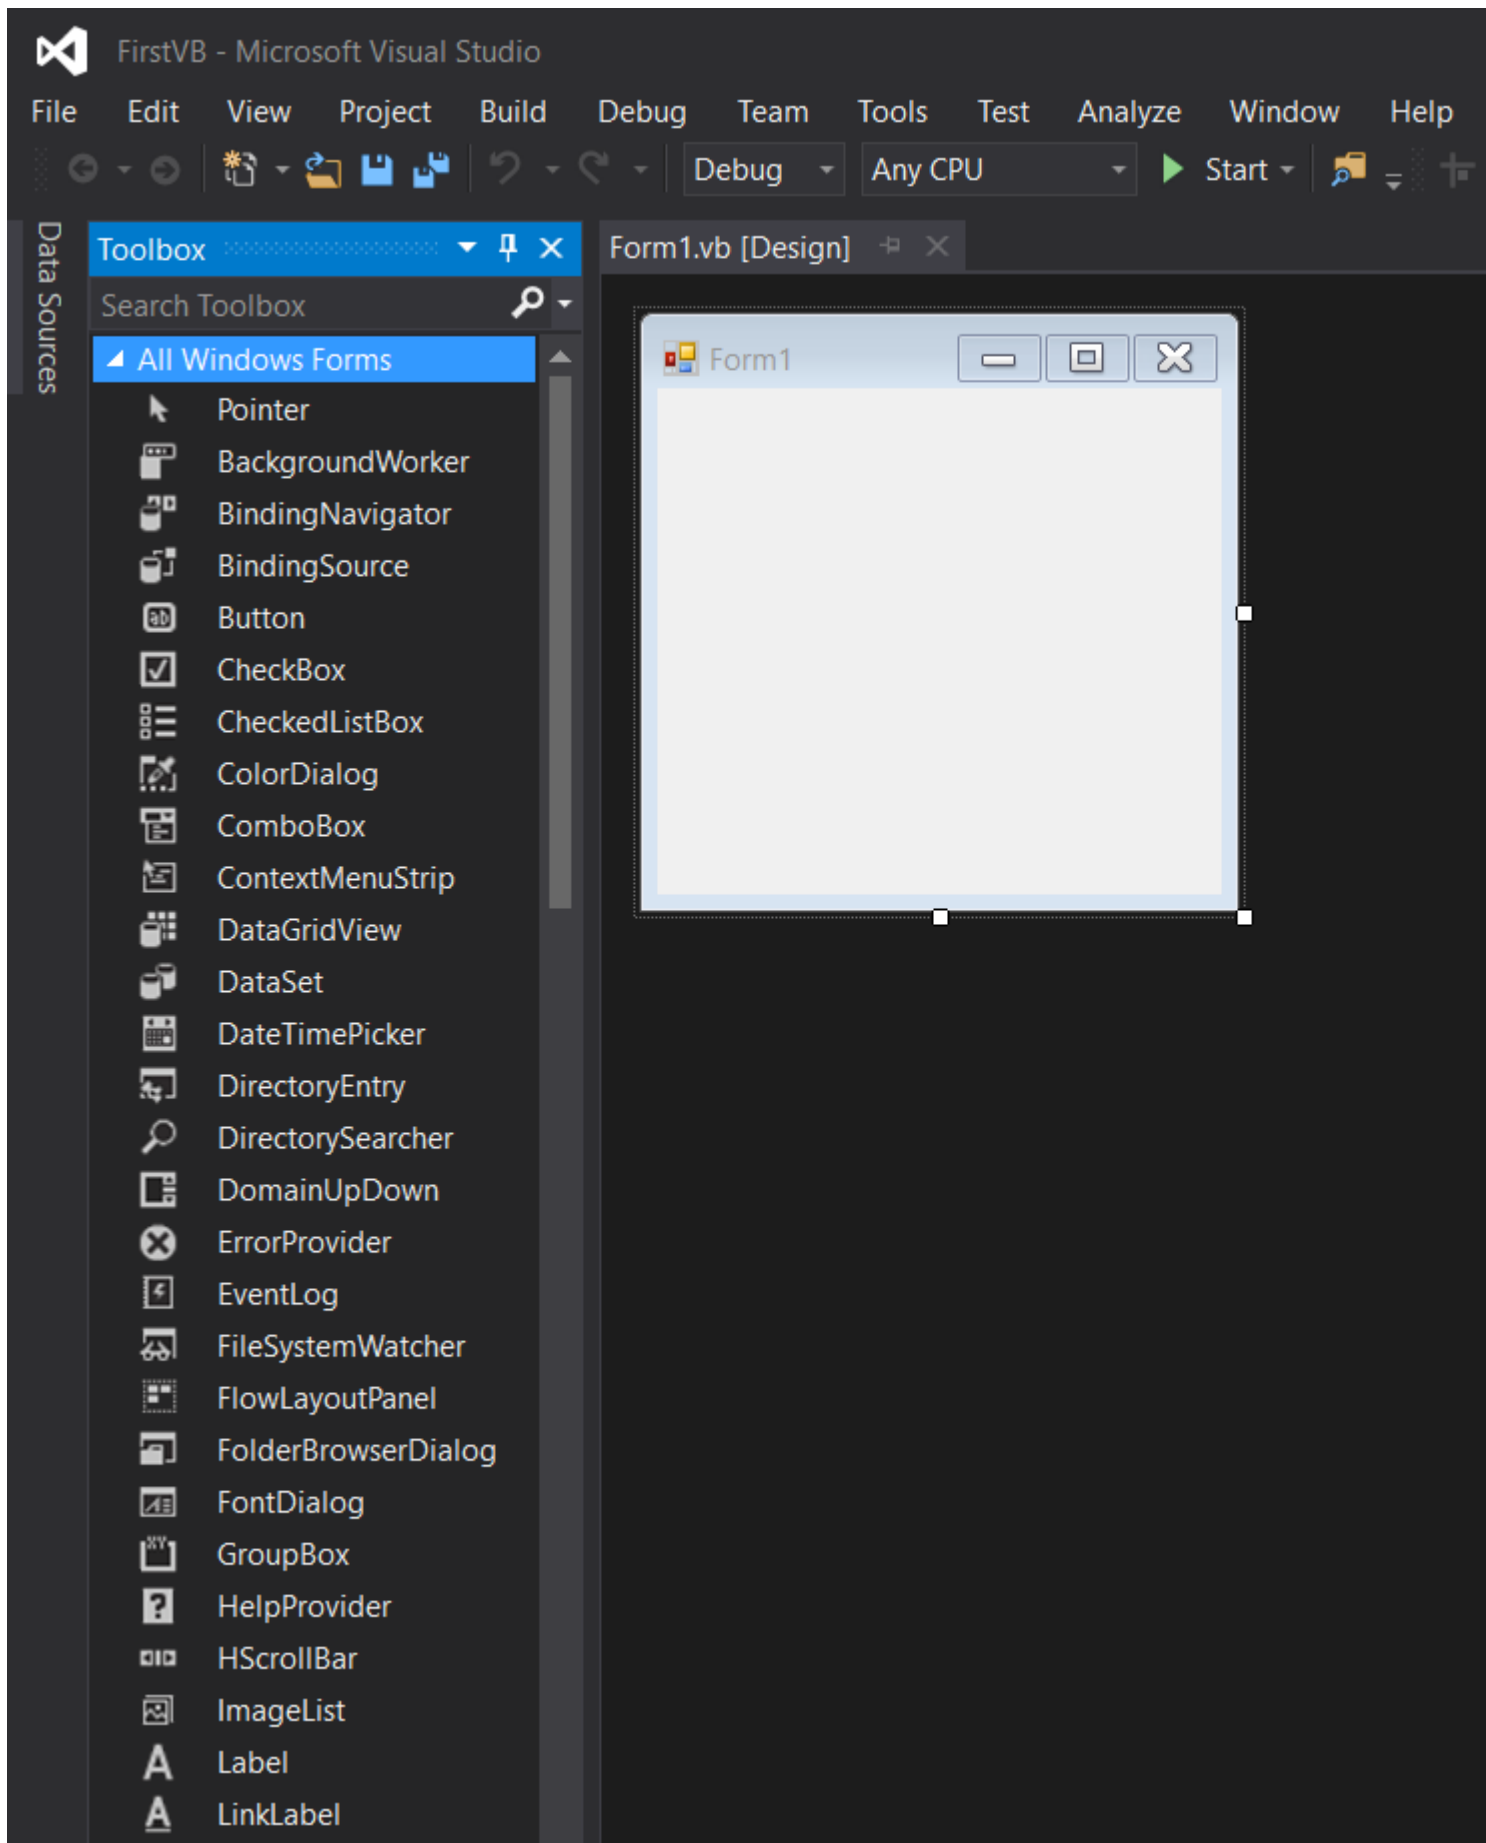 FirstVB - Microsoft Visual Studio
File Edit View Project Build Debug Team Tools Test Analyze Window Help
Debug Any CPU Start
Data Sources
Toolbox
Search Toolbox
All Windows Forms
Pointer
BackgroundWorker
BindingNavigator
BindingSource
Button
CheckBox
CheckedListBox
ColorDialog
ComboBox
ContextMenuStrip
DataGridView
DataSet
DateTimePicker
DirectoryEntry
DirectorySearcher
DomainUpDown
ErrorProvider
EventLog
FileSystemWatcher
FlowLayoutPanel
FolderBrowserDialog
FontDialog
GroupBox
HelpProvider
HScrollBar
ImageList
Label
LinkLabel
Form1.vb [Design]
Form1